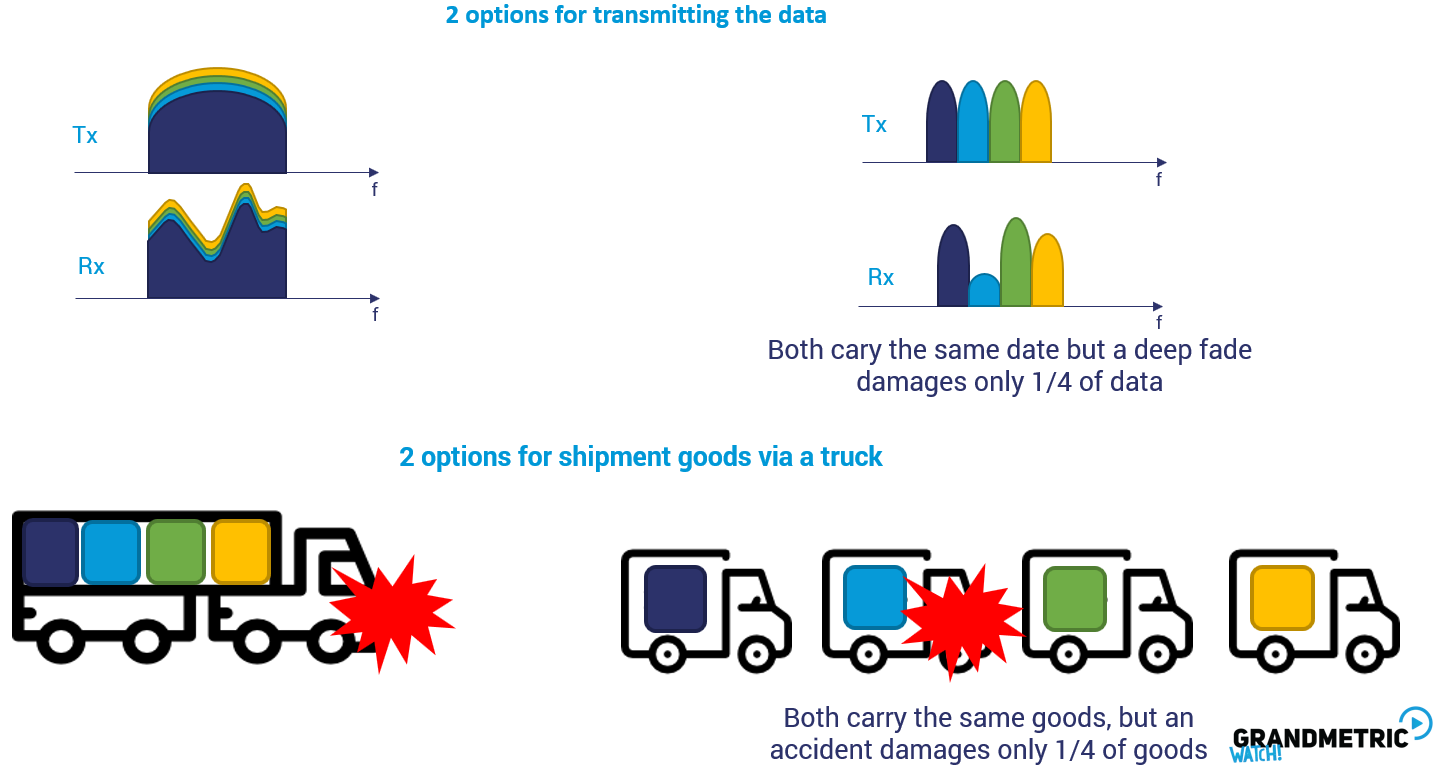 2 options for transmitting the data
Tx
f
Rx
f
Tx
f
Rx
f
Both cary the same date but a deep fade
damages only 1/4 of data
2 options for shipment goods via a truck
Both carry the same goods, but an
accident damages only 1/4 of goods
GRANDMETRIC
WATCH!